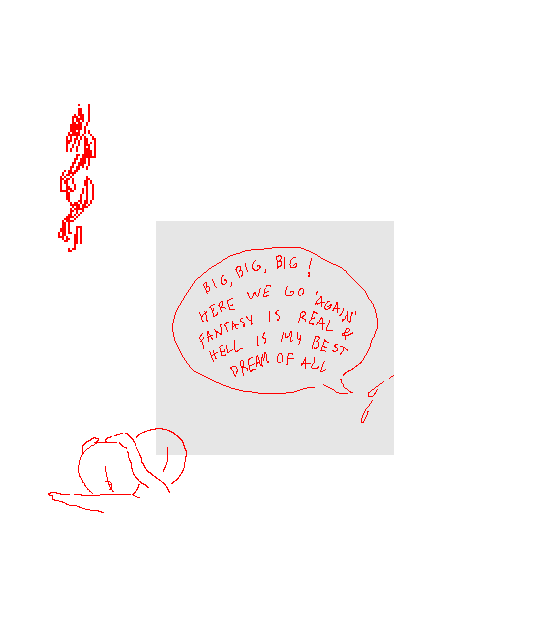 BIG, BIG, BIG !
HERE WE GO 'AGAIN'
FANTASY IS REAL &
HELL IS MY BEST
DREAM OF ALL